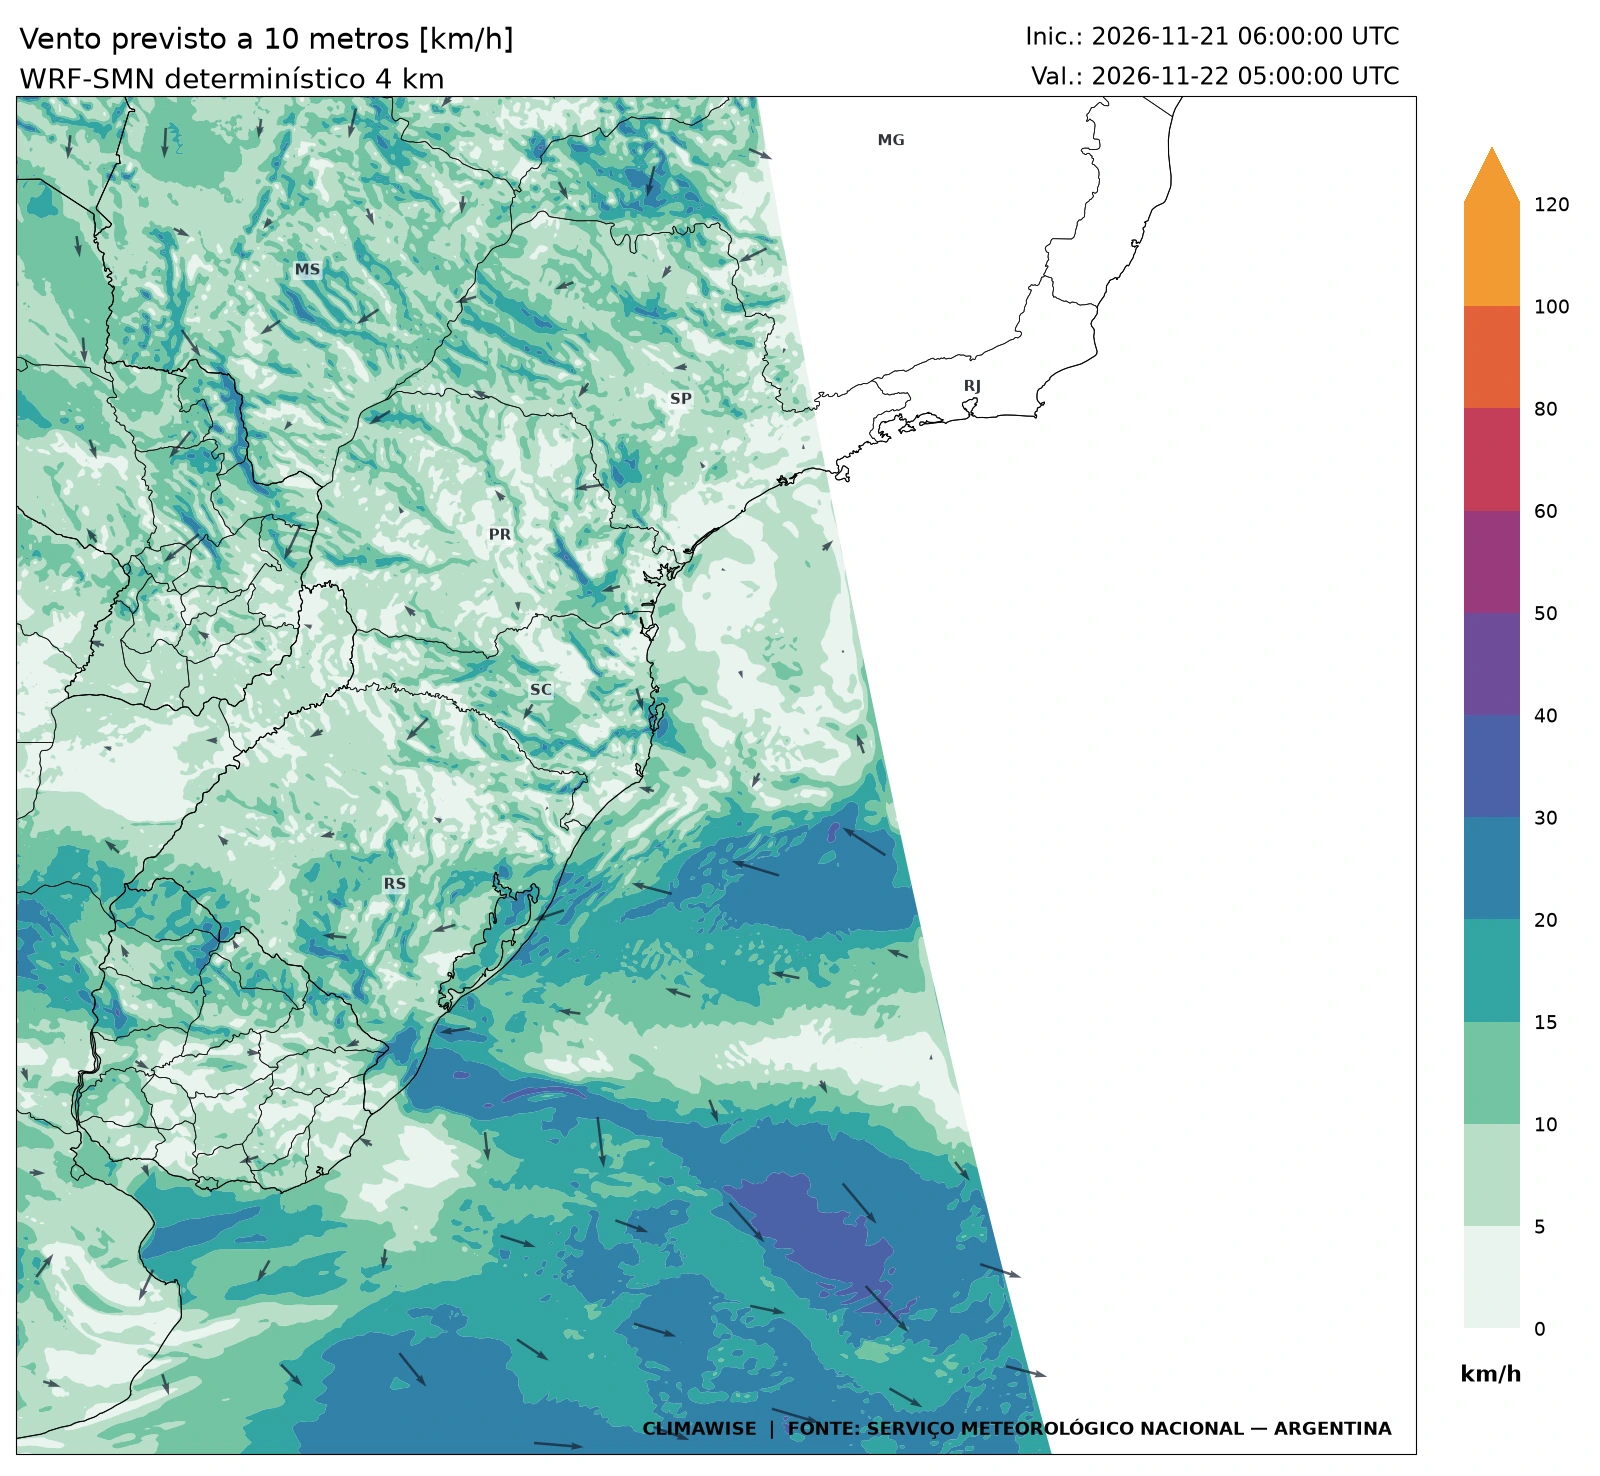 Vento previsto a 10 metros [km/h]
WRF-SMN determinístico 4 km
Inic.: 2026-11-21 06:00:00 UTC
Val.: 2026-11-22 05:00:00 UTC
MG
MS
RJ
SP
PR
SC
RS
120
100
80
60
50
40
30
20
15
10
5
0
km/h
CLIMAWISE | FONTE: SERVIÇO METEOROLÓGICO NACIONAL — ARGENTINA